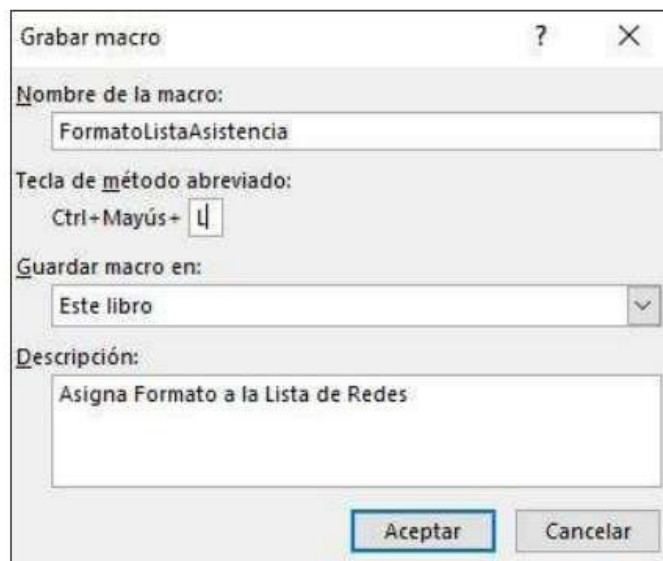 Grabar macro ? ×
Nombre de la macro:
FormatoListaAsistencia
Tecla de método abreviado:
Ctrl+Mayús+ L
Guardar macro en:
Este libro
Descripción:
Asigna Formato a la Lista de Redes
Aceptar Cancelar